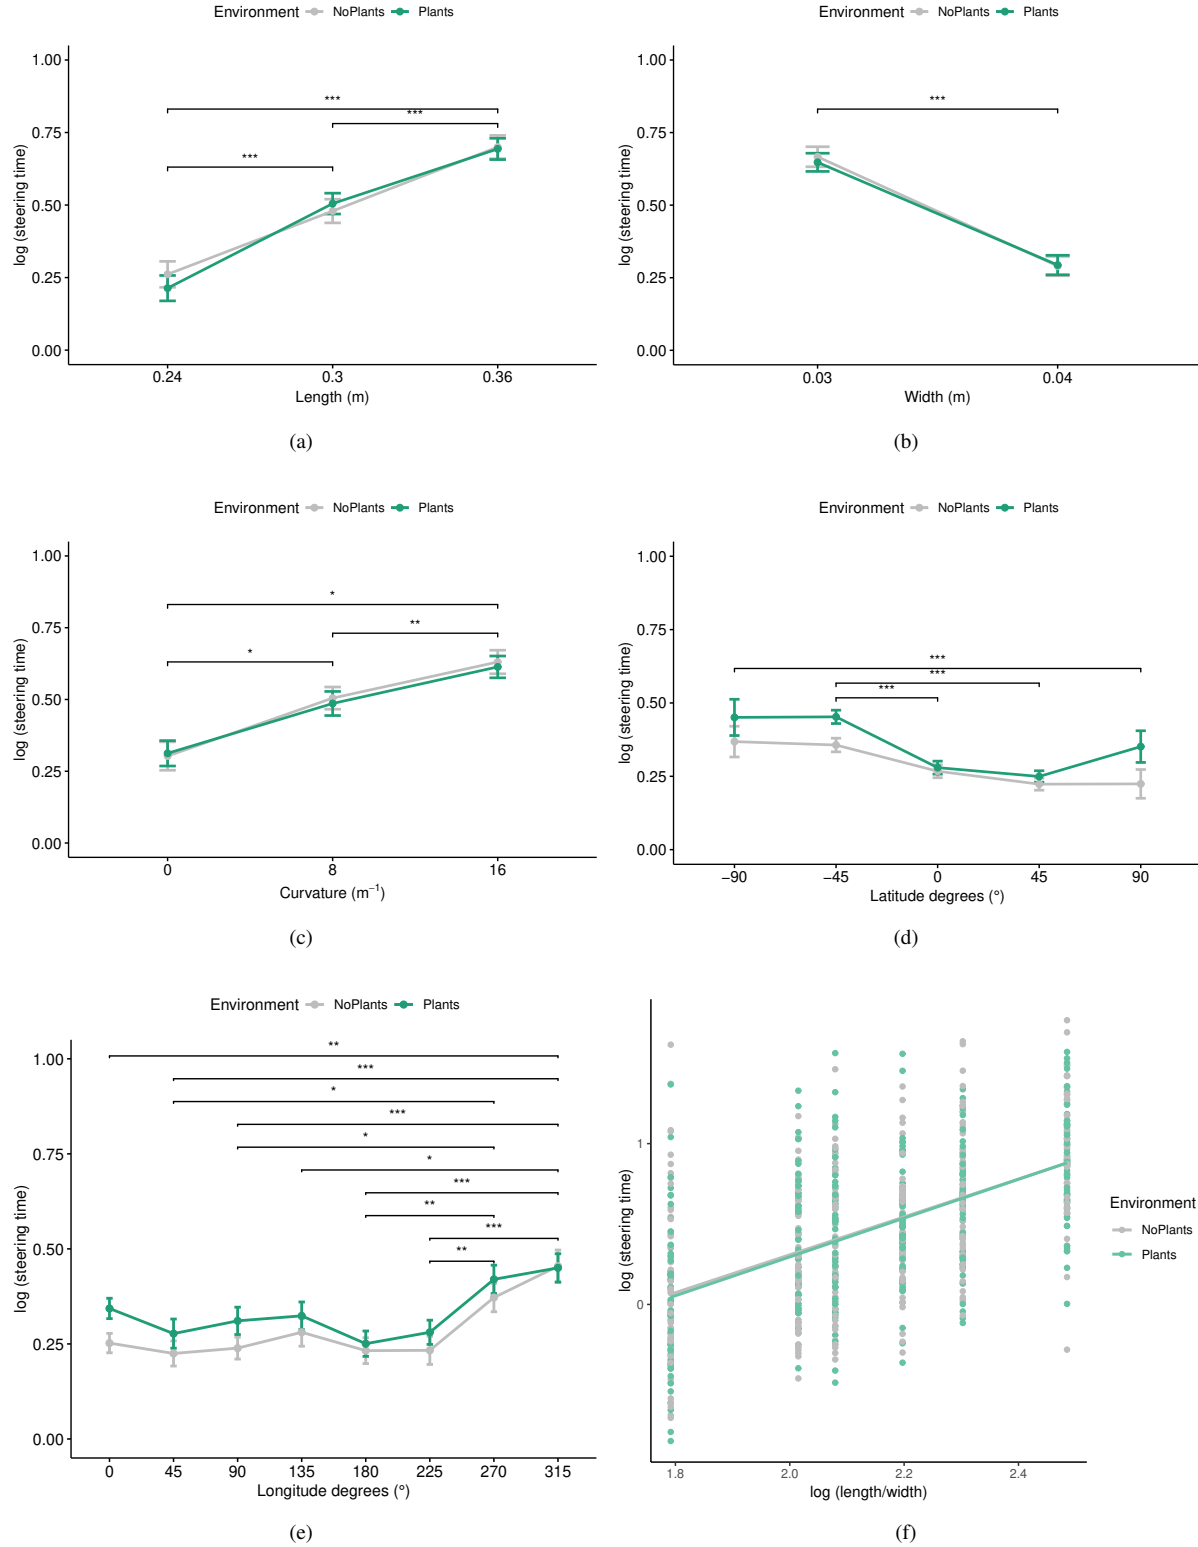 Environment NoPlants Plants
1.00
0.75
0.50
0.25
0.00
log (steering time)
***
***
***
0.24 0.3 0.36
Length (m)
(a)
Environment NoPlants Plants
1.00
0.75
0.50
0.25
0.00
log (steering time)
***
0.03 0.04
Width (m)
(b)
Environment NoPlants Plants
1.00
0.75
0.50
0.25
0.00
log (steering time)
*
**
*
0 8 16
Curvature (m⁻¹)
(c)
Environment NoPlants Plants
1.00
0.75
0.50
0.25
0.00
log (steering time)
***
***
***
−90 −45 0 45 90
Latitude degrees (°)
(d)
Environment NoPlants Plants
1.00
0.75
0.50
0.25
0.00
log (steering time)
**
***
*
***
*
*
***
**
***
**
0 45 90 135 180 225 270 315
Longitude degrees (°)
(e)
1
0
log (steering time)
1.8 2.0 2.2 2.4
log (length/width)
Environment
NoPlants
Plants
(f)